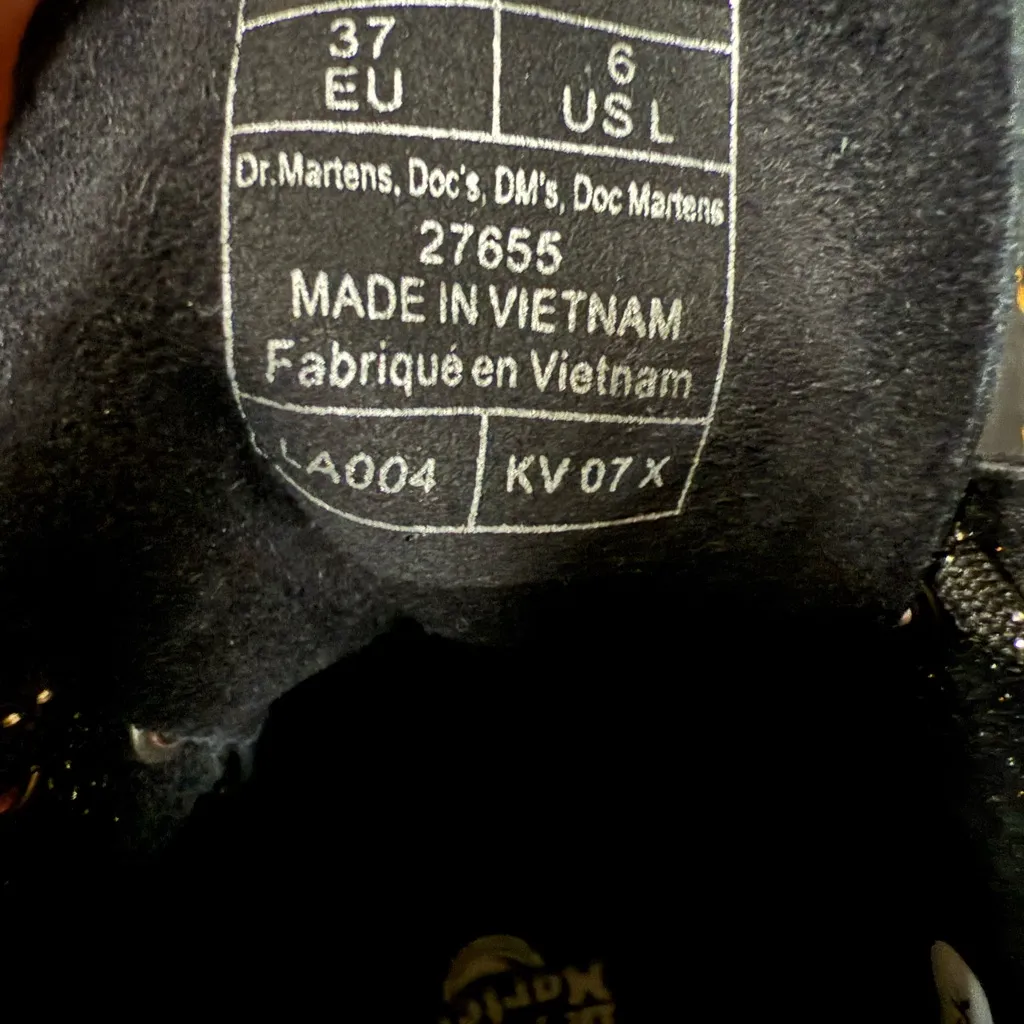 37 EU
6 US L
Dr.Martens, Doc's, DM's, Doc Martens
27655
MADE IN VIETNAM
Fabriqué en Vietnam
LA004
KV 07 X